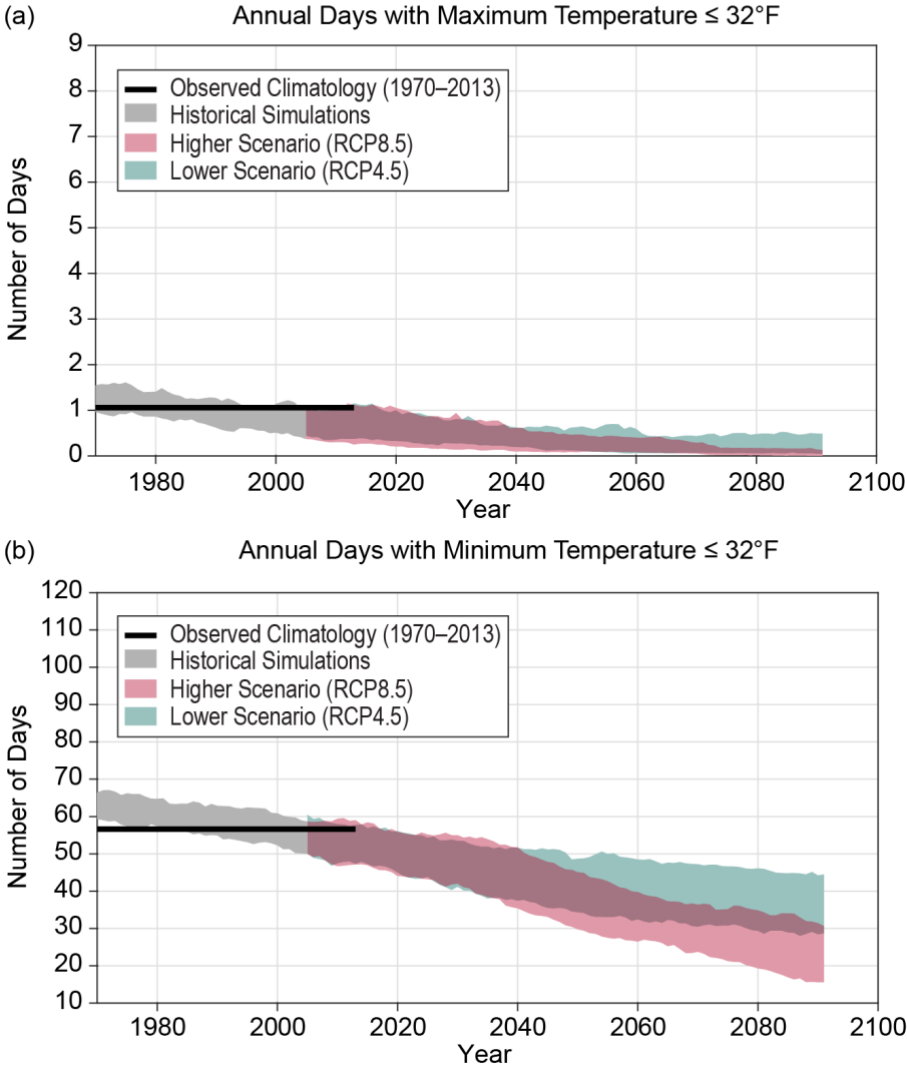 (a) Annual Days with Maximum Temperature ≤ 32°F
Number of Days
9
8
7
6
5
4
3
2
1
0
Observed Climatology (1970–2013)
Historical Simulations
Higher Scenario (RCP8.5)
Lower Scenario (RCP4.5)
1980 2000 2020 2040 2060 2080 2100
Year
(b) Annual Days with Minimum Temperature ≤ 32°F
Number of Days
120
110
100
90
80
70
60
50
40
30
20
10
Observed Climatology (1970–2013)
Historical Simulations
Higher Scenario (RCP8.5)
Lower Scenario (RCP4.5)
1980 2000 2020 2040 2060 2080 2100
Year